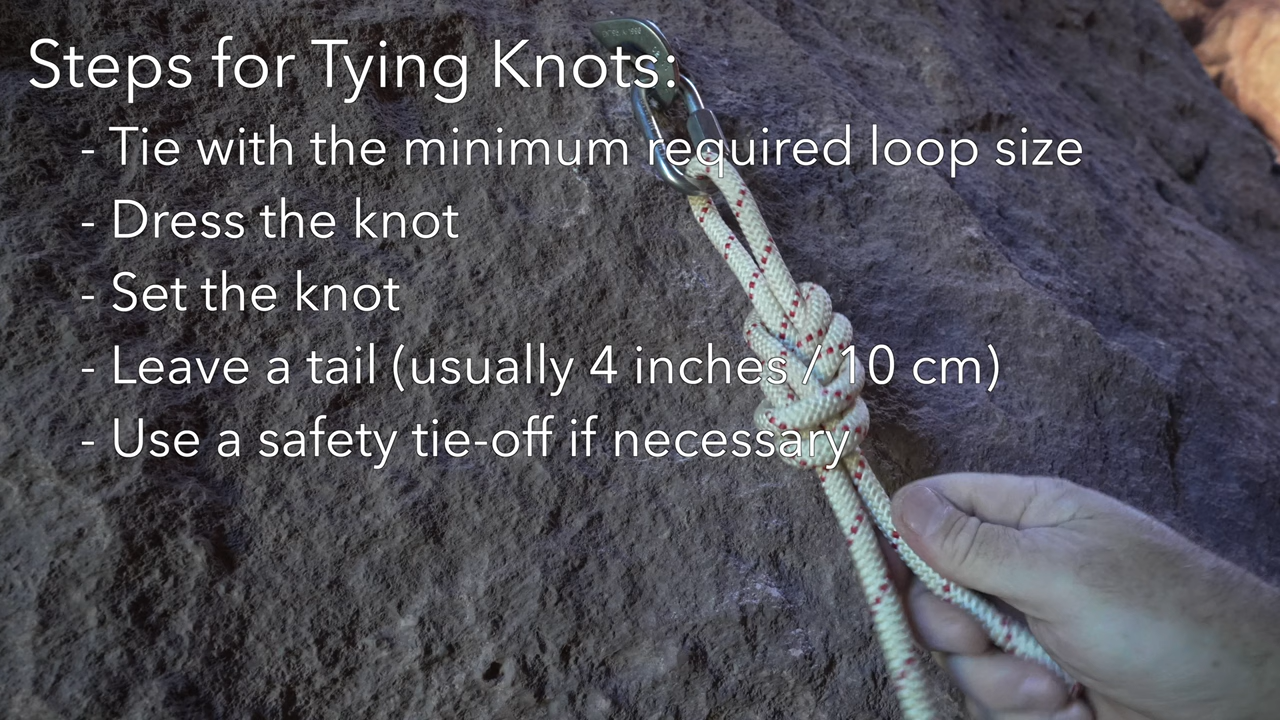 Steps for Tying Knots:
- Tie with the minimum required loop size
- Dress the knot
- Set the knot
- Leave a tail (usually 4 inches / 10 cm)
- Use a safety tie-off if necessary